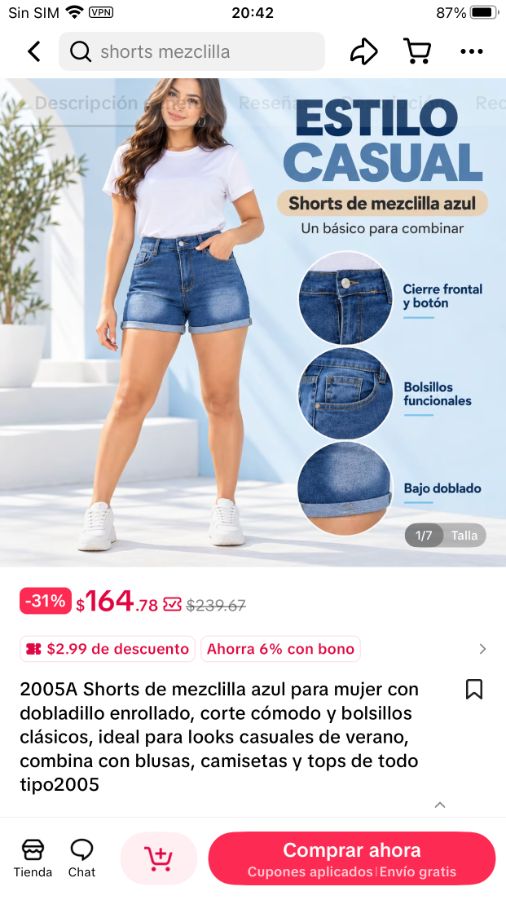 Sin SIM VPN 20:42 87%
shorts mezclilla
Descripción
ESTILO
CASUAL
Shorts de mezclilla azul
Un básico para combinar
Cierre frontal
y botón
Bolsillos
funcionales
Bajo doblado
1/7 Talla
-31% $164.78 $239.67
$2.99 de descuento Ahorra 6% con bono
2005A Shorts de mezclilla azul para mujer con
dobladillo enrollado, corte cómodo y bolsillos
clásicos, ideal para looks casuales de verano,
combina con blusas, camisetas y tops de todo
tipo2005
Tienda Chat Comprar ahora
Cupones aplicados Envío gratis